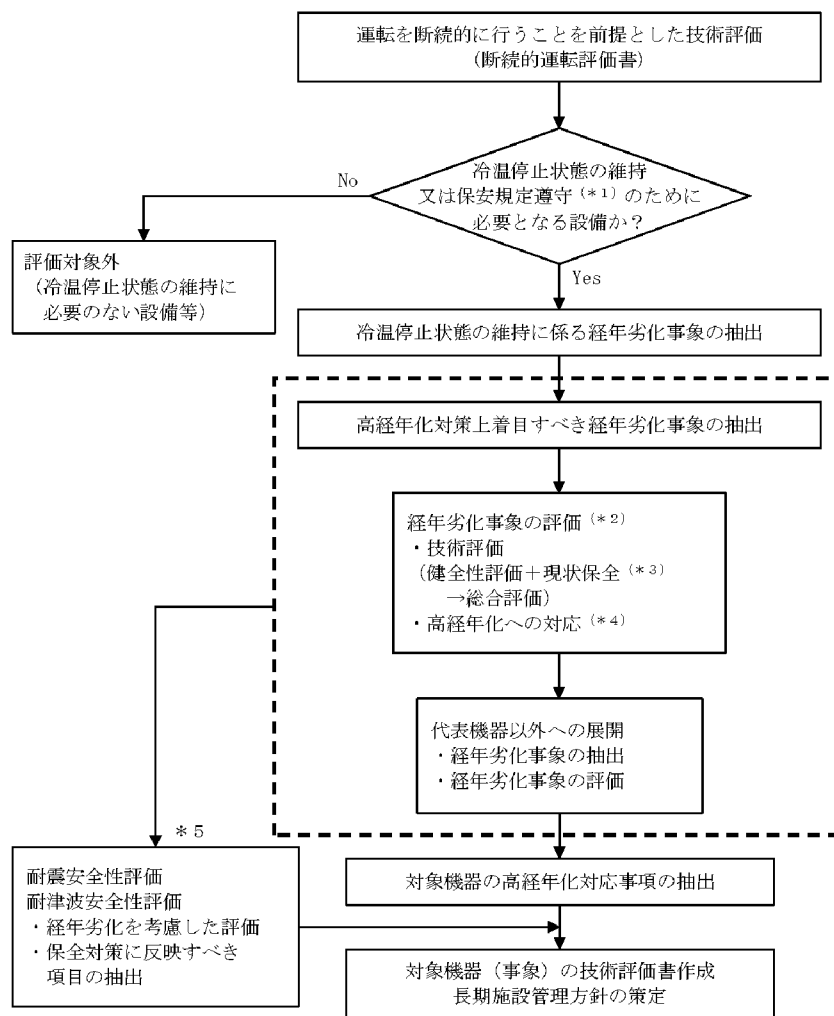 運転を断続的に行うことを前提とした技術評価
(断続的運転評価書)
冷温停止状態の維持
又は保安規定遵守(*1)のために
必要となる設備か?
No
Yes
評価対象外
(冷温停止状態の維持に
必要のない設備等)
冷温停止状態の維持に係る経年劣化事象の抽出
高経年化対策上着目すべき経年劣化事象の抽出
経年劣化事象の評価(*2)
・技術評価
(健全性評価+現状保全(*3)
→総合評価)
・高経年化への対応(*4)
代表機器以外への展開
・経年劣化事象の抽出
・経年劣化事象の評価
*5
耐震安全性評価
耐津波安全性評価
・経年劣化を考慮した評価
・保全対策に反映すべき
項目の抽出
対象機器の高経年化対応事項の抽出
対象機器(事象)の技術評価書作成
長期施設管理方針の策定